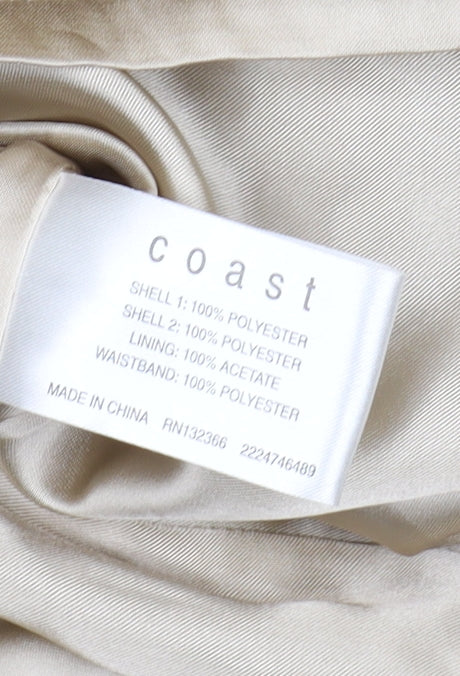 coast
SHELL 1: 100% POLYESTER
SHELL 2: 100% POLYESTER
LINING: 100% ACETATE
WAISTBAND: 100% POLYESTER
MADE IN CHINA RN132366 2224746489